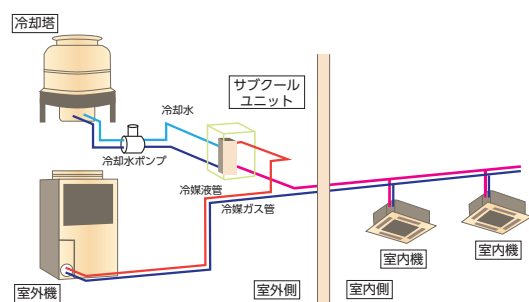 冷却塔
サブクール
ユニット
冷却水
冷却水ポンプ
冷媒液管
冷媒ガス管
室内機
室内機
室外機
室外側
室内側